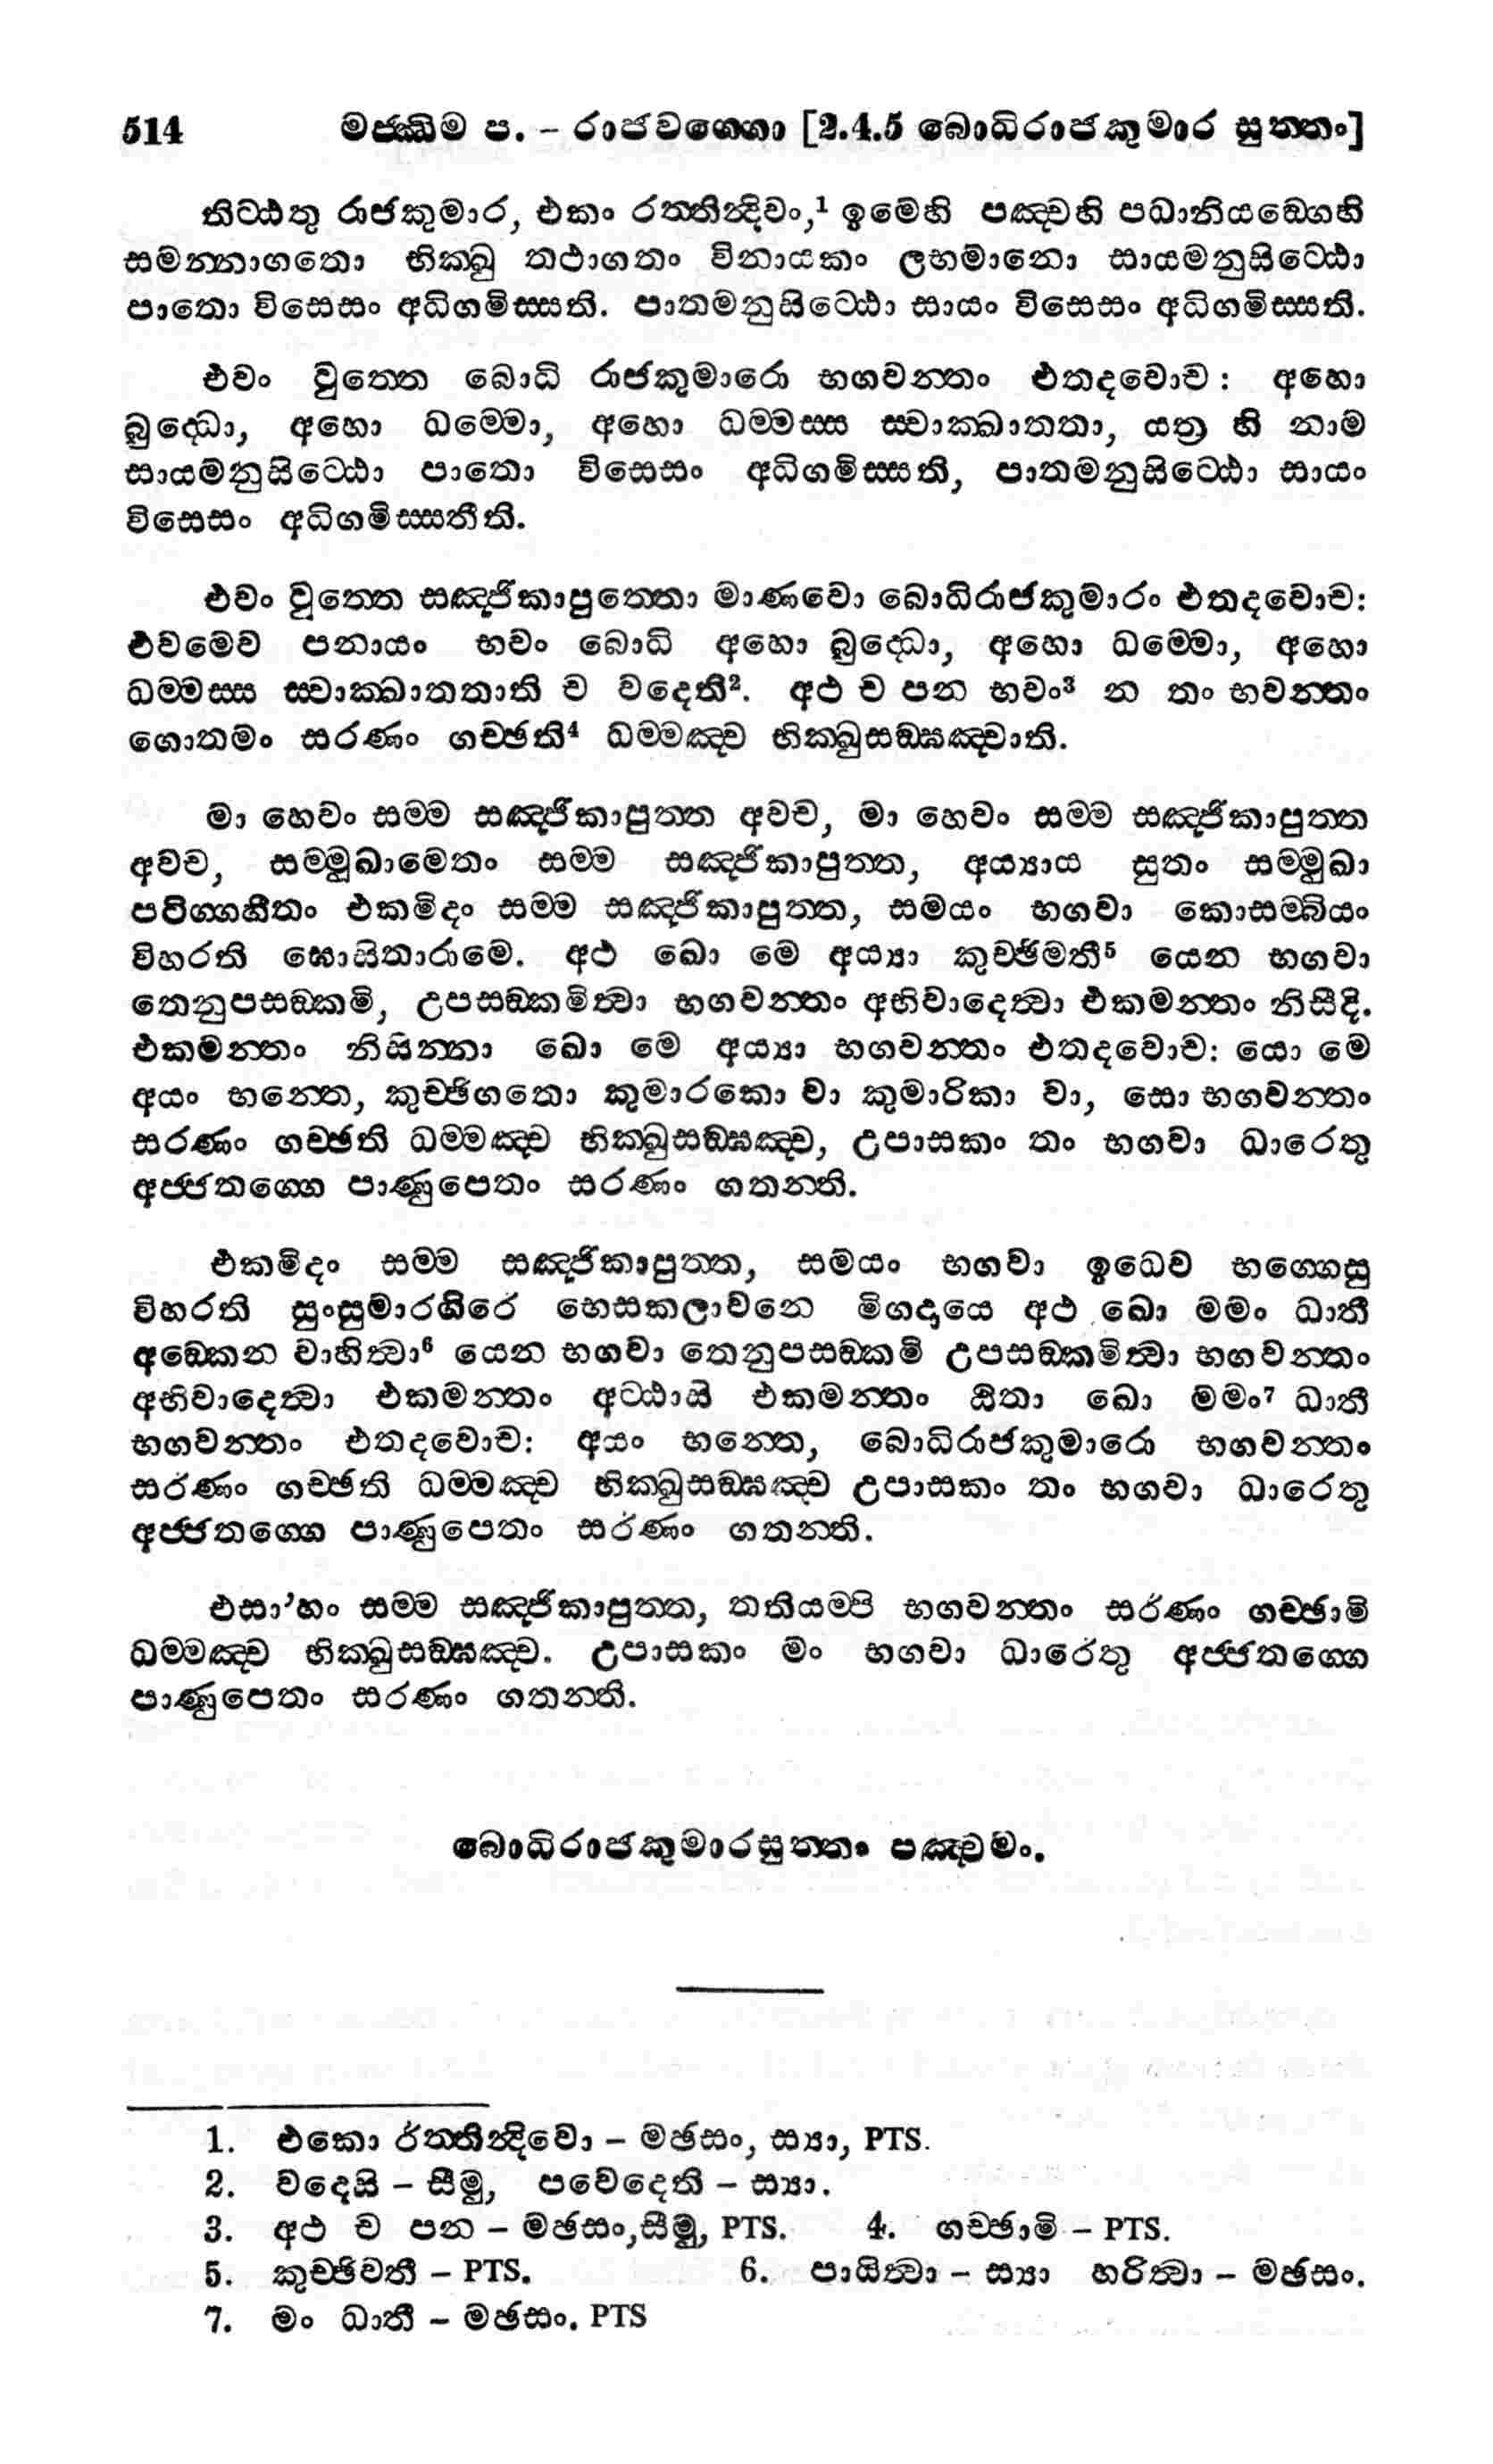 514 මජ්ඣිම ප. – රාජවග්ගො [2.4.5 බොධිරාජකුමාර සුත්තං]
තිට්ඨතු රාජකුමාර, එකං රත්තින්දිවං,¹ ඉමෙහි පඤ්චහි පධානියඞ්ගෙහි
සමන්නාගතො භික්ඛු තථාගතං විනායකං ලභමානො සායමනුසිට්ඨො
පාතො විසෙසං අධිගමිස්සති. පාතමනුසිට්ඨො සායං විසෙසං අධිගමිස්සති.
එවං වුත්තෙ බොධි රාජකුමාරො භගවන්තං එතදවොච: අහො
බුද්ධො, අහො ධම්මො, අහො ධම්මස්ස ස්වාක්ඛාතතා, යත්‍ර හි නාම
සායමනුසිට්ඨො පාතො විසෙසං අධිගමිස්සති, පාතමනුසිට්ඨො සායං
විසෙසං අධිගමිස්සතීති.
එවං වුත්තෙ සඤ්ජිකාපුත්තො මාණවො බොධිරාජකුමාරං එතදවොච:
එවමෙව පනායං භවං බොධි අහො බුද්ධො, අහො ධම්මො, අහො
ධම්මස්ස ස්වාක්ඛාතතාති ච වදෙති². අථ ච පන භවං³ න තං භවන්තං
ගොතමං සරණං ගච්ඡති⁴ ධම්මඤ්ච භික්ඛුසඞ්ඝඤ්චාති.
මා හෙවං සම්ම සඤ්ජිකාපුත්ත අවච, මා හෙවං සම්ම සඤ්ජිකාපුත්ත
අවච, සම්මුඛාමෙතං සම්ම සඤ්ජිකාපුත්ත, අය්‍යාය සුතං සම්මුඛා
පටිග්ගහීතං එකමිදං සම්ම සඤ්ජිකාපුත්ත, සමයං භගවා කොසම්බියං
විහරති ඝොසිතාරාමෙ. අථ ඛො මෙ අය්‍යා කුච්ඡිමතී⁵ යෙන භගවා
තෙනුපසඞ්කමි, උපසඞ්කමිත්‍වා භගවන්තං අභිවාදෙත්‍වා එකමන්තං නිසීදි.
එකමන්තං නිසින්නා ඛො මෙ අය්‍යා භගවන්තං එතදවොච: යො මෙ
අයං භන්තෙ, කුච්ඡිගතො කුමාරකො වා කුමාරිකා වා, සො භගවන්තං
සරණං ගච්ඡති ධම්මඤ්ච භික්ඛුසඞ්ඝඤ්ච, උපාසකං තං භගවා ධාරෙතු
අජ්ජතග්ගෙ පාණුපෙතං සරණං ගතන්ති.
එකමිදං සම්ම සඤ්ජිකාපුත්ත, සමයං භගවා ඉධෙව භග්ගෙසු
විහරති සුංසුමාරගිරෙ භෙසකලාවනෙ මිගදායෙ අථ ඛො මමං ධාතී
අඞ්කෙන වාහිත්‍වා⁶ යෙන භගවා තෙනුපසඞ්කමි උපසඞ්කමිත්‍වා භගවන්තං
අභිවාදෙත්‍වා එකමන්තං අට්ඨාසි එකමන්තං ඨිතා ඛො මමං⁷ ධාතී
භගවන්තං එතදවොච: අයං භන්තෙ, බොධිරාජකුමාරො භගවන්තං
සරණං ගච්ඡති ධම්මඤ්ච භික්ඛුසඞ්ඝඤ්ච උපාසකං තං භගවා ධාරෙතු
අජ්ජතග්ගෙ පාණුපෙතං සරණං ගතන්ති.
එසා’හං සම්ම සඤ්ජිකාපුත්ත, තතියම්පි භගවන්තං සරණං ගච්ඡාමි
ධම්මඤ්ච භික්ඛුසඞ්ඝඤ්ච. උපාසකං මං භගවා ධාරෙතු අජ්ජතග්ගෙ
පාණුපෙතං සරණං ගතන්ති.
බොධිරාජකුමාරසුත්තං පඤ්චමං.
1. එකො රත්තින්දිවො – මඡසං, ස්‍යා, PTS.
2. වදෙසි – සීමු, පවෙදෙති – ස්‍යා.
3. අථ ච පන – මඡසං,සීමු, PTS. 4. ගච්ඡාමි – PTS.
5. කුච්ඡිවතී – PTS. 6. පායිත්‍වා – ස්‍යා හරිත්‍වා – මඡසං.
7. මං ධාතී – මඡසං. PTS